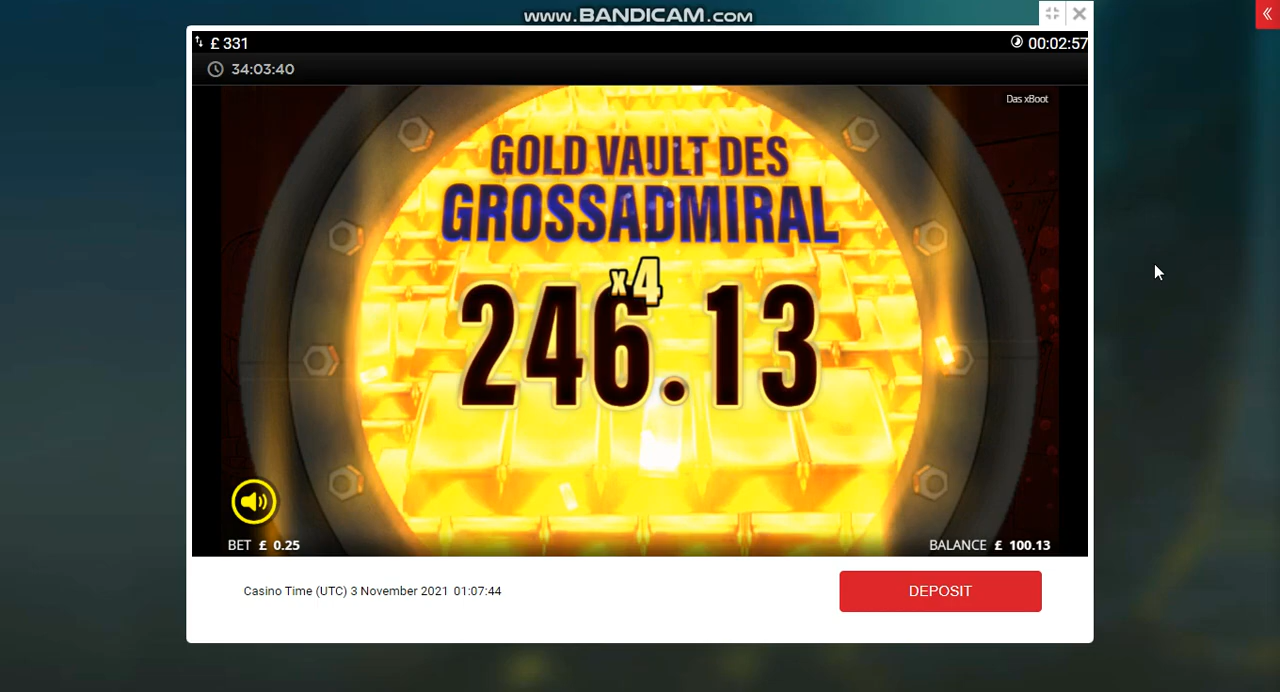 www.BANDICAM.com
£ 331
00:02:57
34:03:40
Das xBoot
GOLD VAULT DES
GROSSADMIRAL
x4
246.13
BET £ 0.25
BALANCE £ 100.13
Casino Time (UTC) 3 November 2021 01:07:44
DEPOSIT